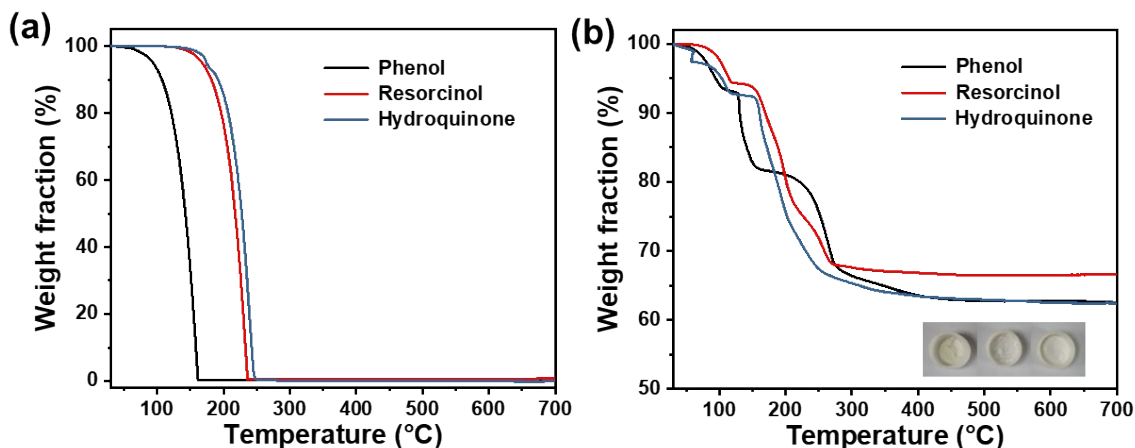 (a)
100
80
60
40
20
0
Weight fraction (%)
Phenol
Resorcinol
Hydroquinone
100 200 300 400 500 600 700
Temperature (°C)
(b)
100
90
80
70
60
50
Weight fraction (%)
Phenol
Resorcinol
Hydroquinone
100 200 300 400 500 600 700
Temperature (°C)